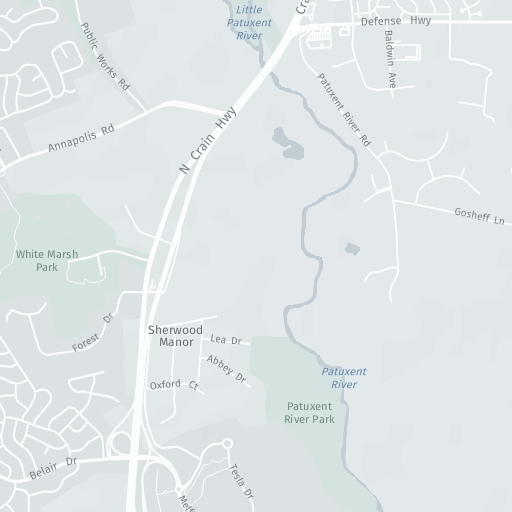 Little
Patuxent
River
Cra
Defense Hwy
Baldwin Ave
Public Works Rd
Patuxent River Rd
Annapolis Rd
N Crain Hwy
Gosheff Ln
White Marsh
Park
Forest Dr
Sherwood
Manor
Lea Dr
Abbey Dr
Oxford Ct
Patuxent
River
Patuxent
River Park
Belair Dr
Tesla Dr
Melf